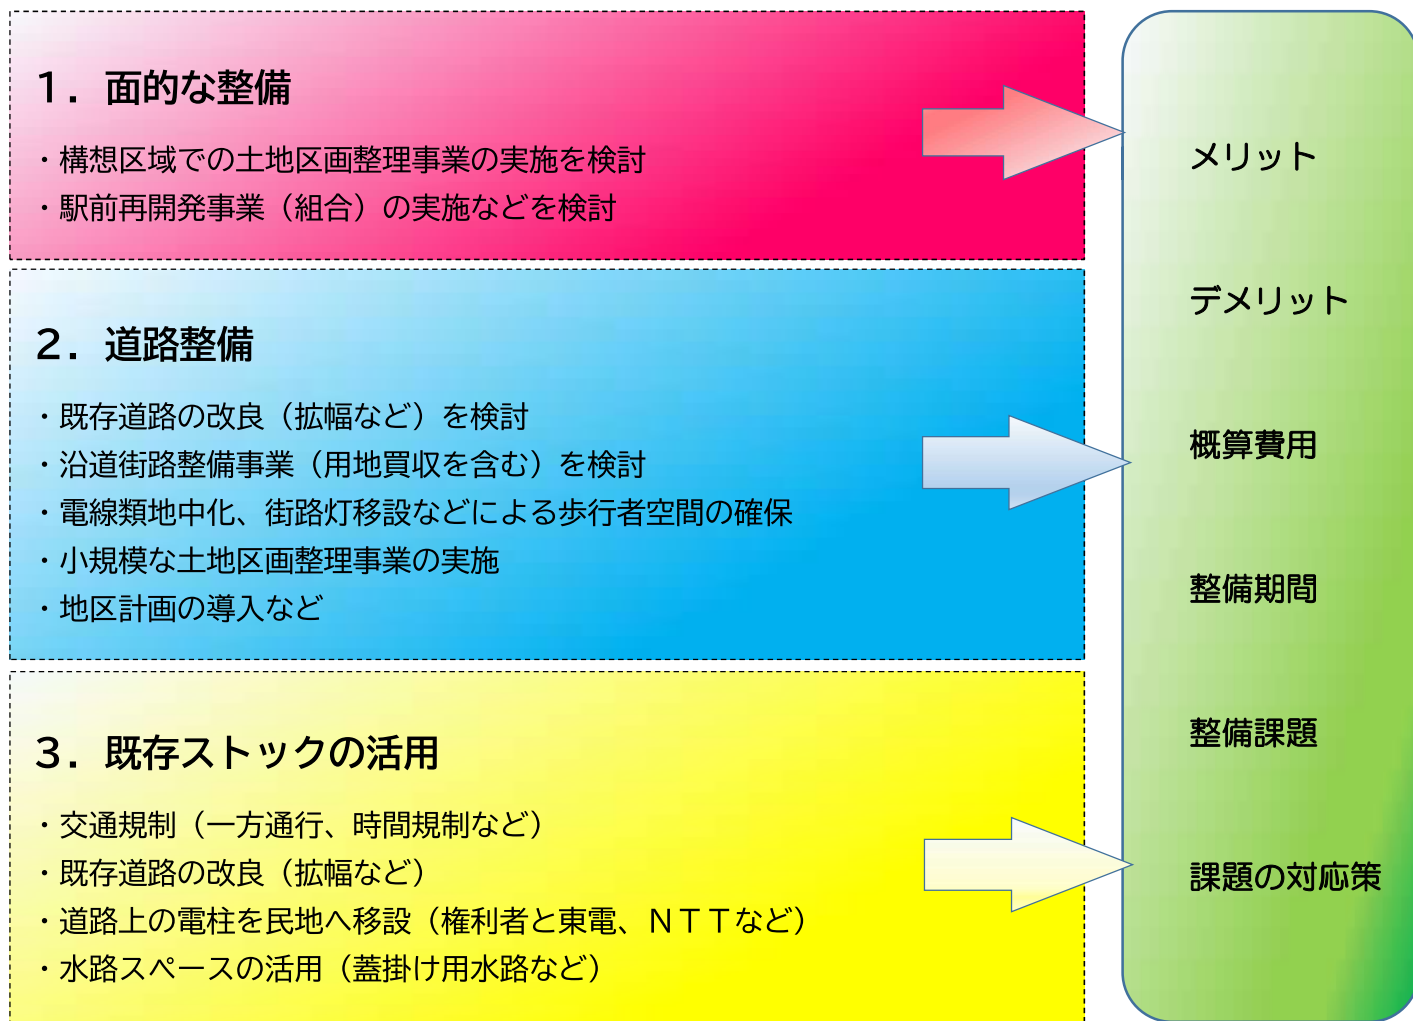 １．面的な整備
・構想区域での土地区画整理事業の実施を検討
・駅前再開発事業（組合）の実施などを検討
２．道路整備
・既存道路の改良（拡幅など）を検討
・沿道街路整備事業（用地買収を含む）を検討
・電線類地中化、街路灯移設などによる歩行者空間の確保
・小規模な土地区画整理事業の実施
・地区計画の導入など
３．既存ストックの活用
・交通規制（一方通行、時間規制など）
・既存道路の改良（拡幅など）
・道路上の電柱を民地へ移設（権利者と東電、ＮＴＴなど）
・水路スペースの活用（蓋掛け用水路など）
メリット
デメリット
概算費用
整備期間
整備課題
課題の対応策